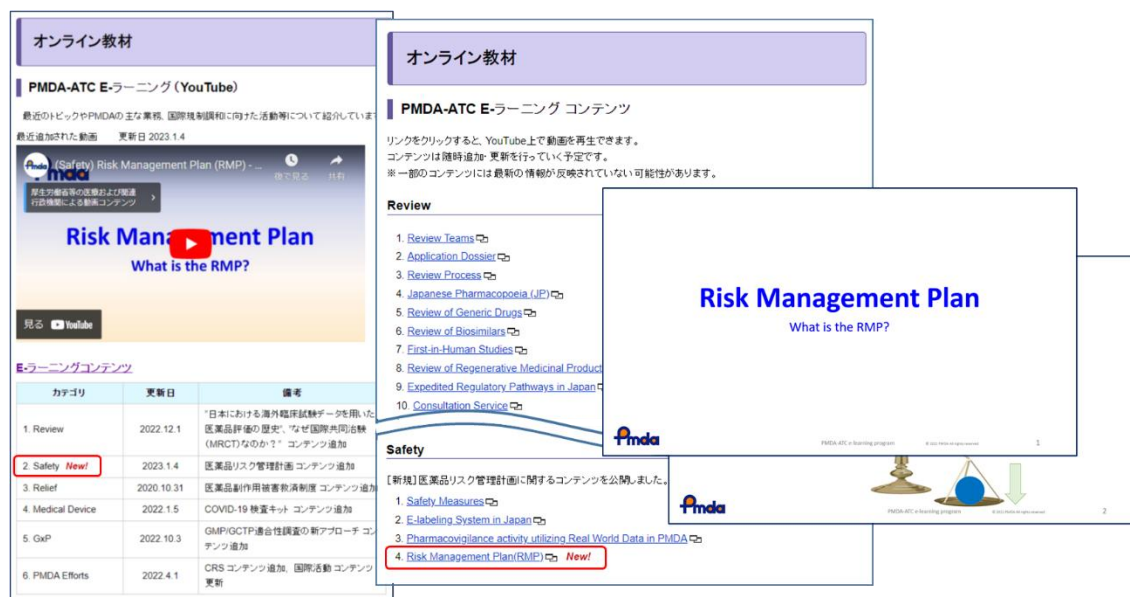 オンライン教材
PMDA-ATC E-ラーニング (YouTube)
最近のトピックやPMDAの主な業務、国際規制調和に向けた活動等について紹介しています
最近追加された動画 更新日 2023.1.4
Pmda
(Safety) Risk Management Plan (RMP) - ...
後で見る
共有
厚生労働省等の医療および関連
行政機関による動画コンテンツ
Risk Management Plan
What is the RMP?
見る YouTube
E-ラーニングコンテンツ
カテゴリ 更新日 備考
1. Review 2022.12.1 "日本における海外臨床試験データを用いた
医薬品評価の歴史"、"なぜ国際共同治験
(MRCT)なのか?" コンテンツ追加
2. Safety New! 2023.1.4 医薬品リスク管理計画 コンテンツ追加
3. Relief 2020.10.31 医薬品副作用被害救済制度 コンテンツ追加
4. Medical Device 2022.1.5 COVID-19 検査キット コンテンツ追加
5. GxP 2022.10.3 GMP/GCTP適合性調査の新アプローチ コン
テンツ追加
6. PMDA Efforts 2022.4.1 CRS コンテンツ追加, 国際活動 コンテンツ
更新
オンライン教材
PMDA-ATC E-ラーニング コンテンツ
リンクをクリックすると、YouTube上で動画を再生できます。
コンテンツは随時追加・更新を行っていく予定です。
※一部のコンテンツには最新の情報が反映されていない可能性があります。
Review
1. Review Teams
2. Application Dossier
3. Review Process
4. Japanese Pharmacopoeia (JP)
5. Review of Generic Drugs
6. Review of Biosimilars
7. First-in-Human Studies
8. Review of Regenerative Medicinal Product
9. Expedited Regulatory Pathways in Japan
10. Consultation Service
Safety
[新規]医薬品リスク管理計画に関するコンテンツを公開しました。
1. Safety Measures
2. E-labeling System in Japan
3. Pharmacovigilance activity utilizing Real World Data in PMDA
4. Risk Management Plan(RMP) New!
Risk Management Plan
What is the RMP?
Pmda
PMDA-ATC e-learning program
© 2022 PMDA All rights reserved
1
Pmda
PMDA-ATC e-learning program
© 2022 PMDA All rights reserved
2